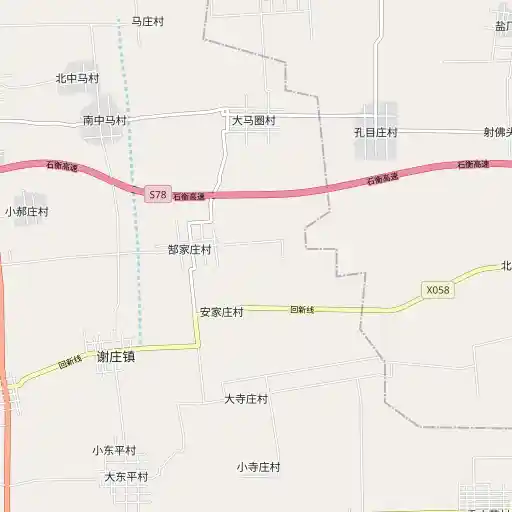 马庄村
盐厂
北中马村
南中马村
大马圈村
孔目庄村
射佛头
石衡高速
石衡高速
石衡高速
石衡高速
S78
小郝庄村
郜家庄村
北
X058
安家庄村
回新线
谢庄镇
回新线
大寺庄村
小东平村
小寺庄村
大东平村